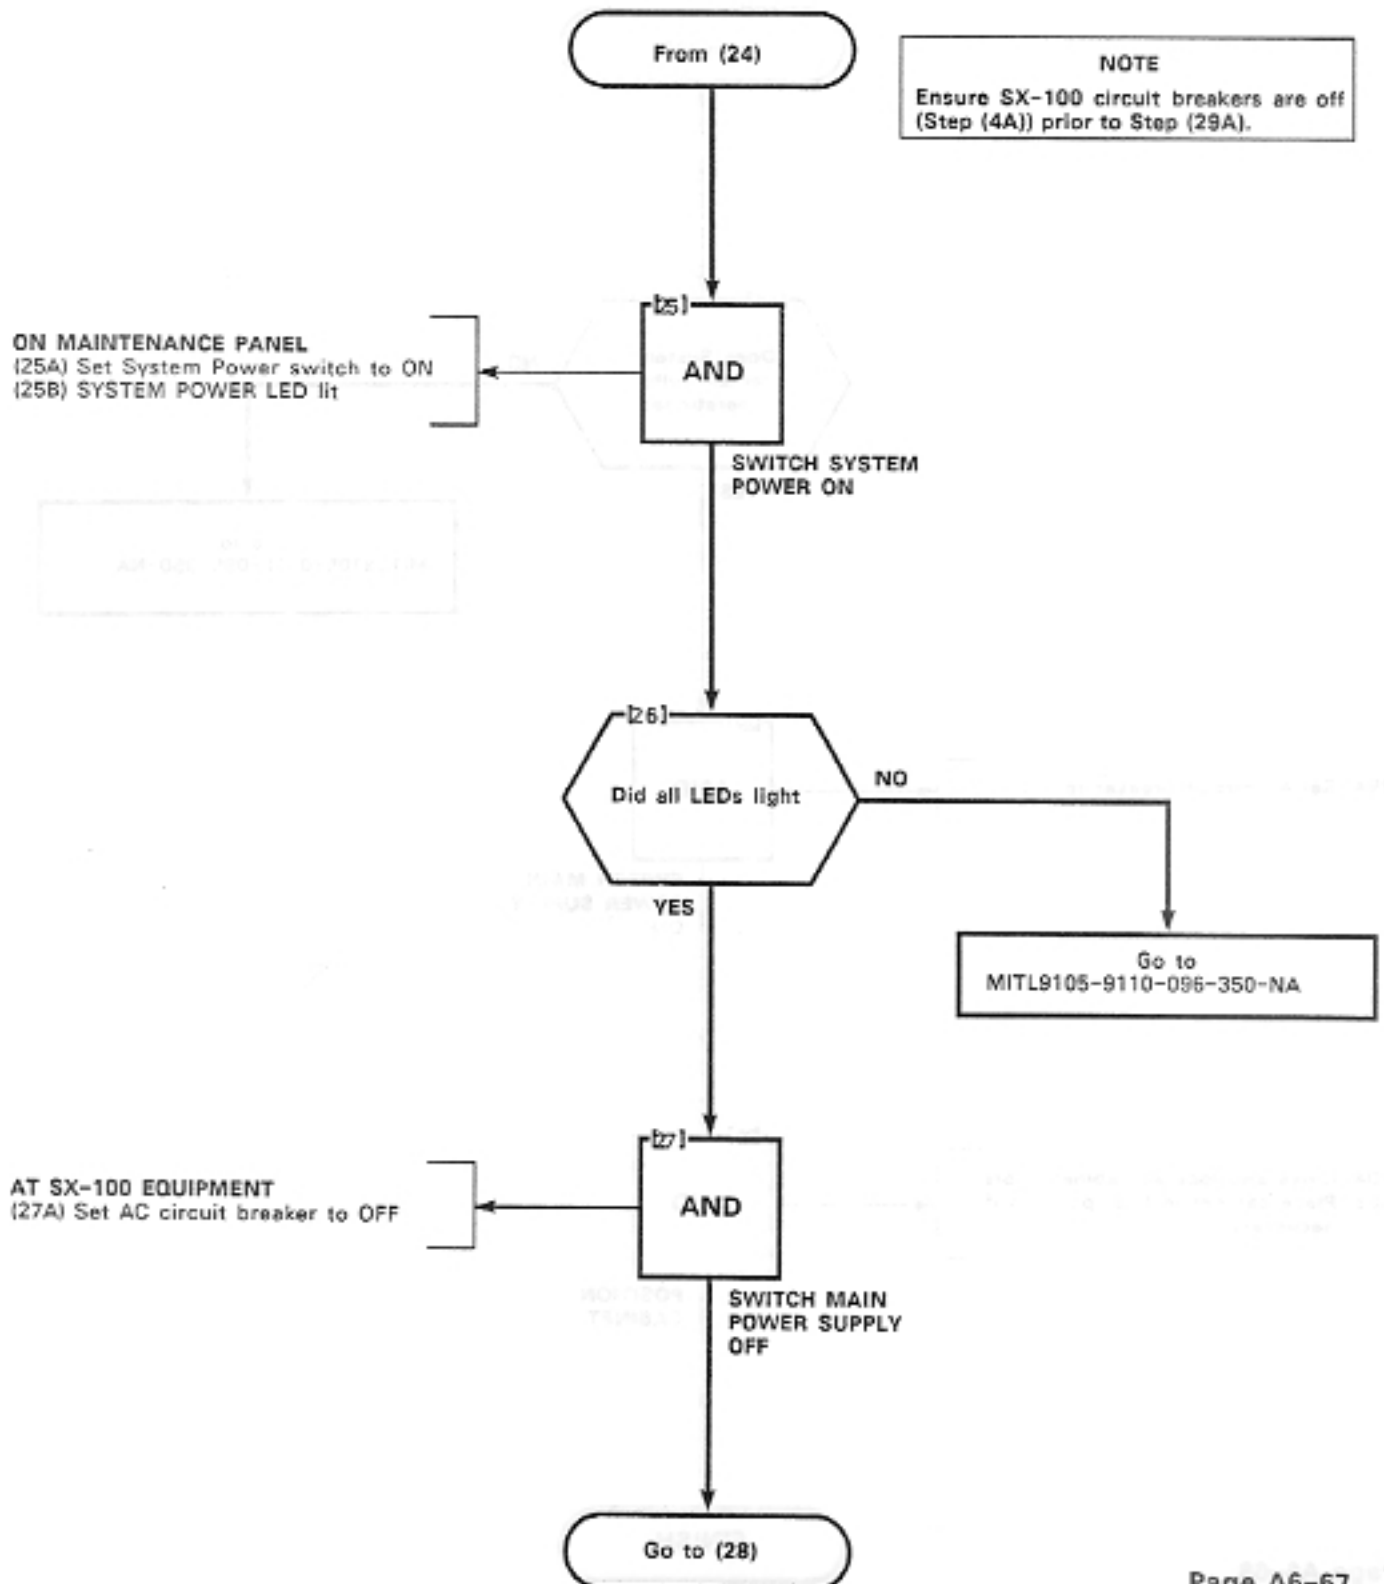 From (24)
NOTE
Ensure SX-100 circuit breakers are off
(Step (4A)) prior to Step (29A).
[25]
AND
ON MAINTENANCE PANEL
(25A) Set System Power switch to ON
(25B) SYSTEM POWER LED lit
SWITCH SYSTEM
POWER ON
[26]
Did all LEDs light
NO
YES
Go to
MITL9105-9110-096-350-NA
[27]
AND
AT SX-100 EQUIPMENT
(27A) Set AC circuit breaker to OFF
SWITCH MAIN
POWER SUPPLY
OFF
Go to (28)
Page A6-67